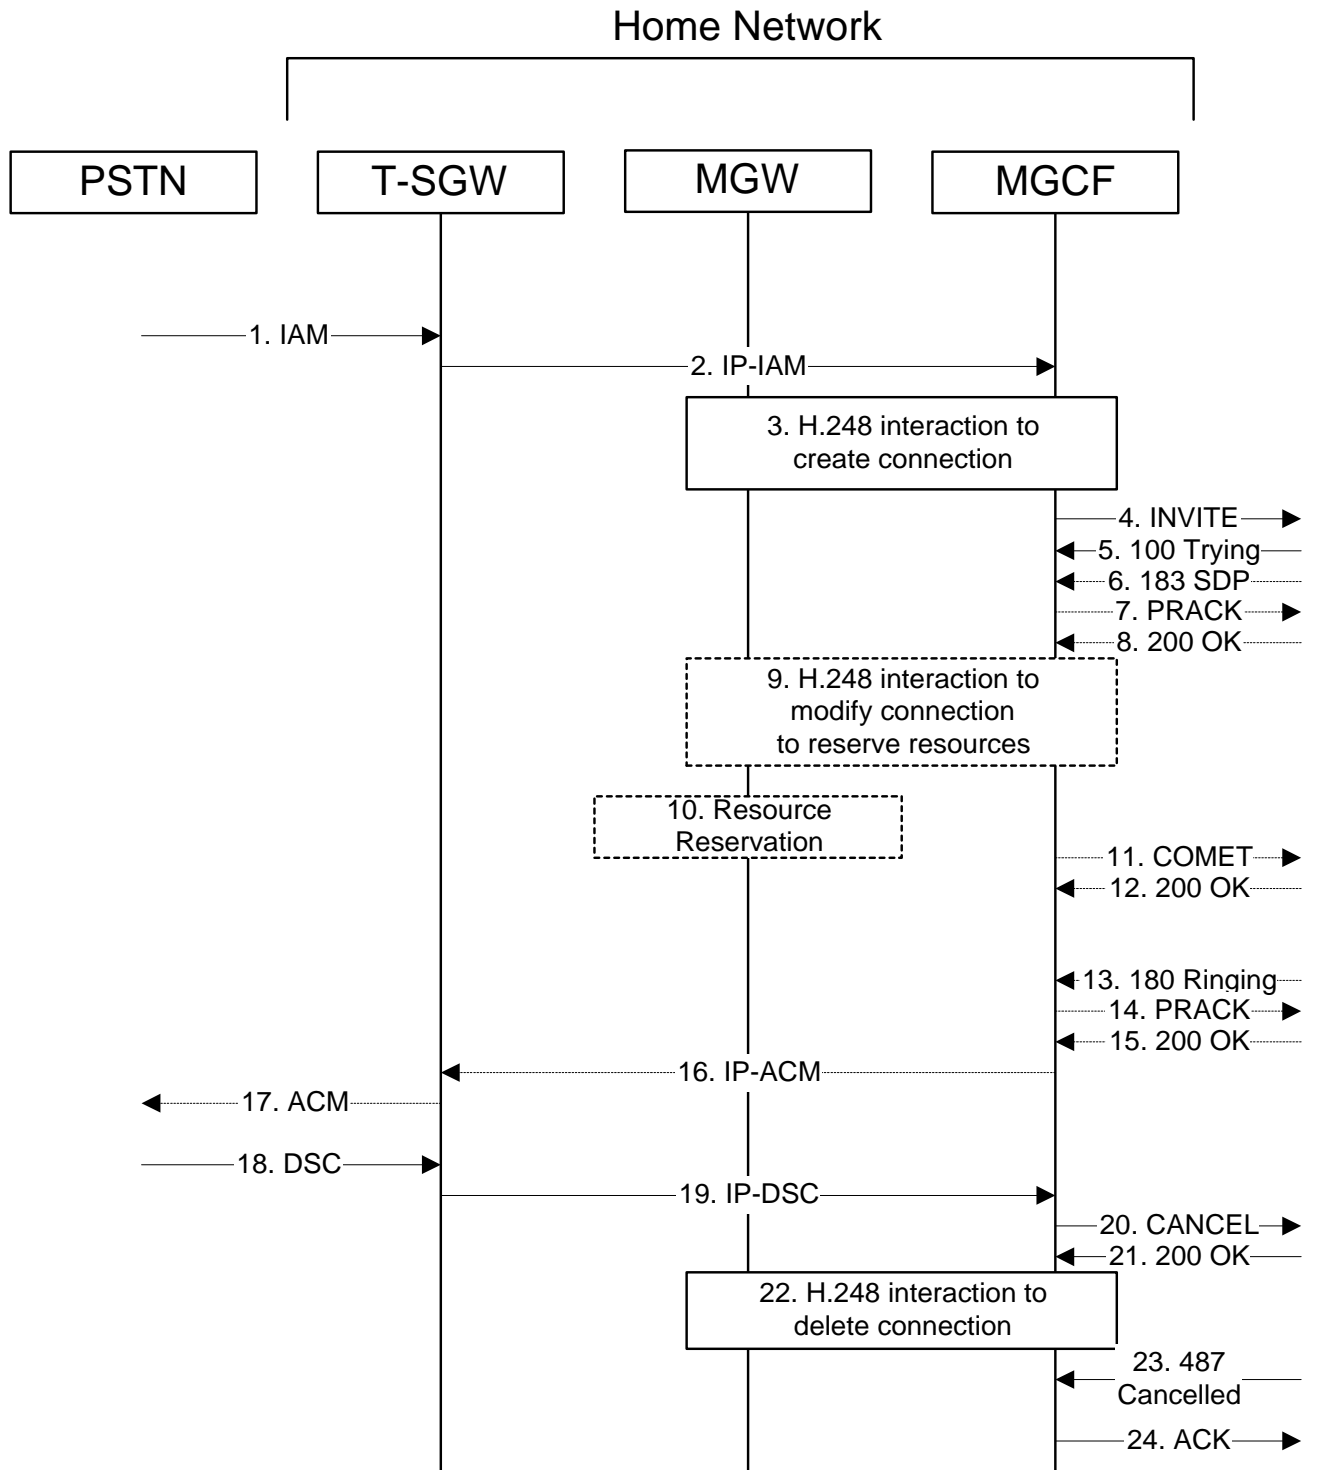 Home Network
PSTN
T-SGW
MGW
MGCF
1. IAM
2. IP-IAM
3. H.248 interaction to
create connection
4. INVITE
5. 100 Trying
6. 183 SDP
7. PRACK
8. 200 OK
9. H.248 interaction to
modify connection
to reserve resources
10. Resource
Reservation
11. COMET
12. 200 OK
13. 180 Ringing
14. PRACK
15. 200 OK
16. IP-ACM
17. ACM
18. DSC
19. IP-DSC
20. CANCEL
21. 200 OK
22. H.248 interaction to
delete connection
23. 487
Cancelled
24. ACK